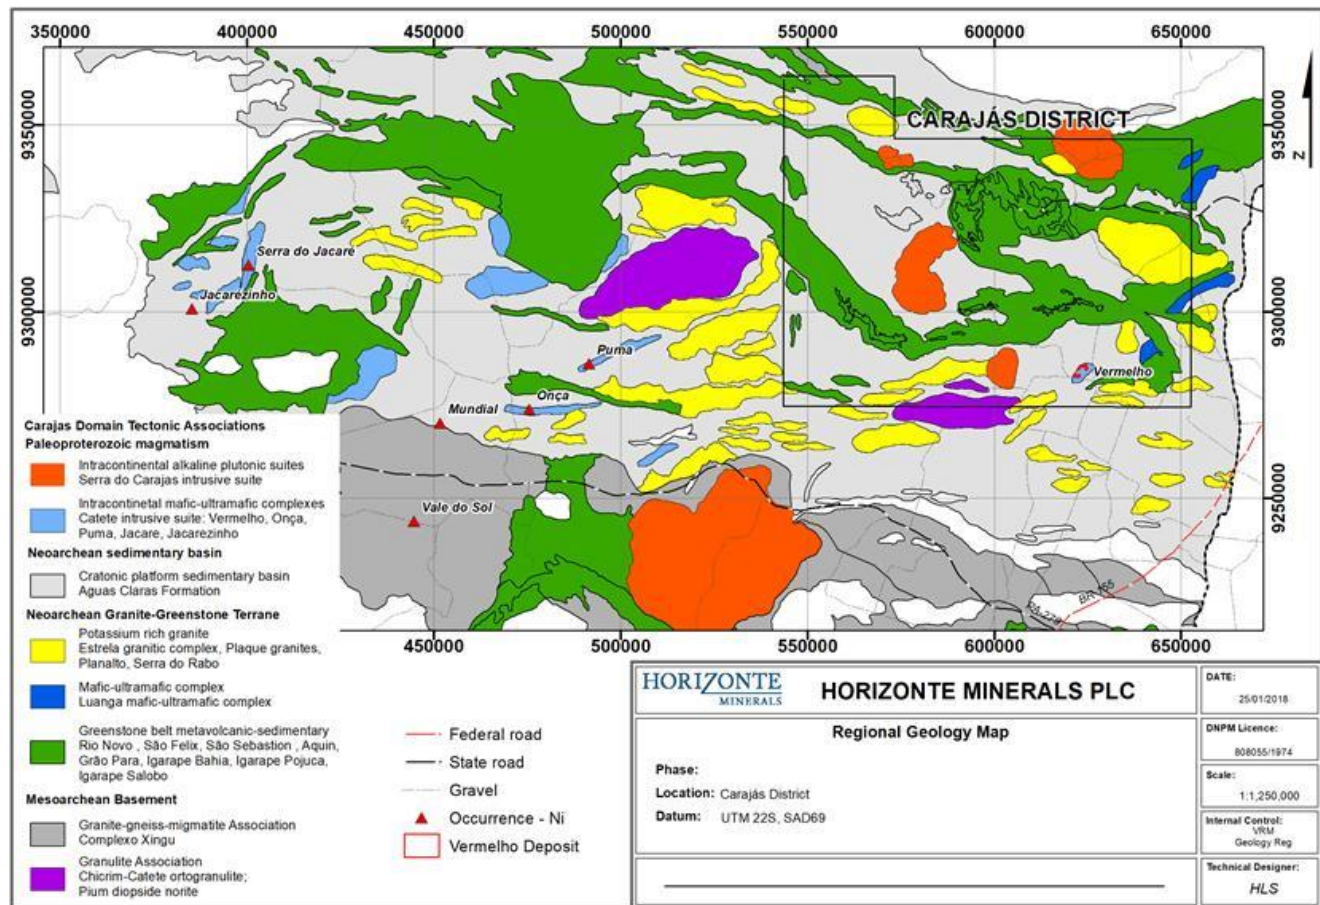 350000 400000 450000 500000 550000 600000 650000
9350000
9300000
9350000
9300000
9250000
CARAJÁS DISTRICT
N
Serra do Jacare
Jacarezinho
Puma
Onça
Mundial
Vermelho
Vale do Sol
BR-155
PA-279
450000 500000 550000 600000 650000
Carajas Domain Tectonic Associations
Paleoproterozoic magmatism
Intracontinental alkaline plutonic suites
Serra do Carajas intrusive suite
Intracontinetal mafic-ultramafic complexes
Catete intrusive suite: Vermelho, Onça,
Puma, Jacare, Jacarezinho
Neoarchean sedimentary basin
Cratonic platform sedimentary basin
Aguas Claras Formation
Neoarchean Granite-Greenstone Terrane
Potassium rich granite
Estrela granitic complex, Plaque granites,
Planalto, Serra do Rabo
Mafic-ultramafic complex
Luanga mafic-ultramafic complex
Greenstone belt metavolcanic-sedimentary
Rio Novo , São Felix, São Sebastion , Aquin,
Grão Para, Igarape Bahia, Igarape Pojuca,
Igarape Salobo
Mesoarchean Basement
Granite-gneiss-migmatite Association
Complexo Xingu
Granulite Association
Chicrim-Catete ortogranulite;
Pium diopside norite
Federal road
State road
Gravel
Occurrence - Ni
Vermelho Deposit
HORIZONTE
MINERALS
HORIZONTE MINERALS PLC
Regional Geology Map
Phase:
Location: Carajás District
Datum: UTM 22S, SAD69
DATE:
25/01/2018
DNPM Licence:
808055/1974
Scale:
1:1,250,000
Internal Control:
VRM
Geology Reg
Technical Designer:
HLS